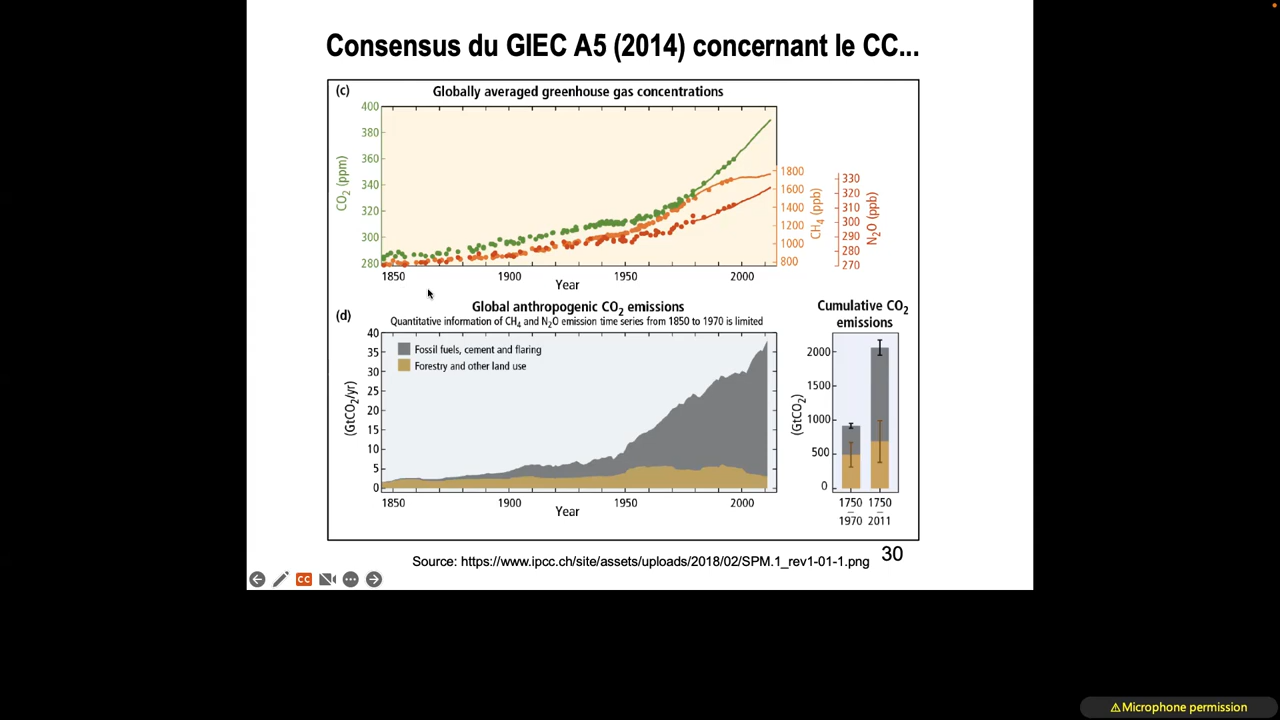 Consensus du GIEC A5 (2014) concernant le CC...
(c)
Globally averaged greenhouse gas concentrations
CO2 (ppm)
400
380
360
340
320
300
280
1800
1600
1400
1200
1000
800
CH4 (ppb)
330
310
300
290
280
270
N2O (ppb)
1850 1900 1950 2000
Year
(d)
Global anthropogenic CO2 emissions
Quantitative information of CH4 and N2O emission time series from 1850 to 1970 is limited
(GtCO2/yr)
40
35
30
25
20
15
10
5
0
Fossil fuels, cement and flaring
Forestry and other land use
1850 1900 1950 2000
Year
Cumulative CO2
emissions
(GtCO2)
2000
1500
1000
500
0
1750 1750
– –
1970 2011
Source: https://www.ipcc.ch/site/assets/uploads/2018/02/SPM.1_rev1-01-1.png
30
CC
⚠Microphone permission